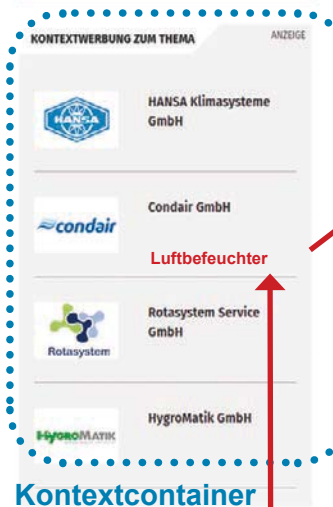 KONTEXTWERBUNG ZUM THEMA
ANZEIGE
HANSA
HANSA Klimasysteme
GmbH
condair
Condair GmbH
Luftbefeuchter
Rotasystem
Rotasystem Service
GmbH
HYGROMATIK
HygroMatik GmbH
Kontextcontainer